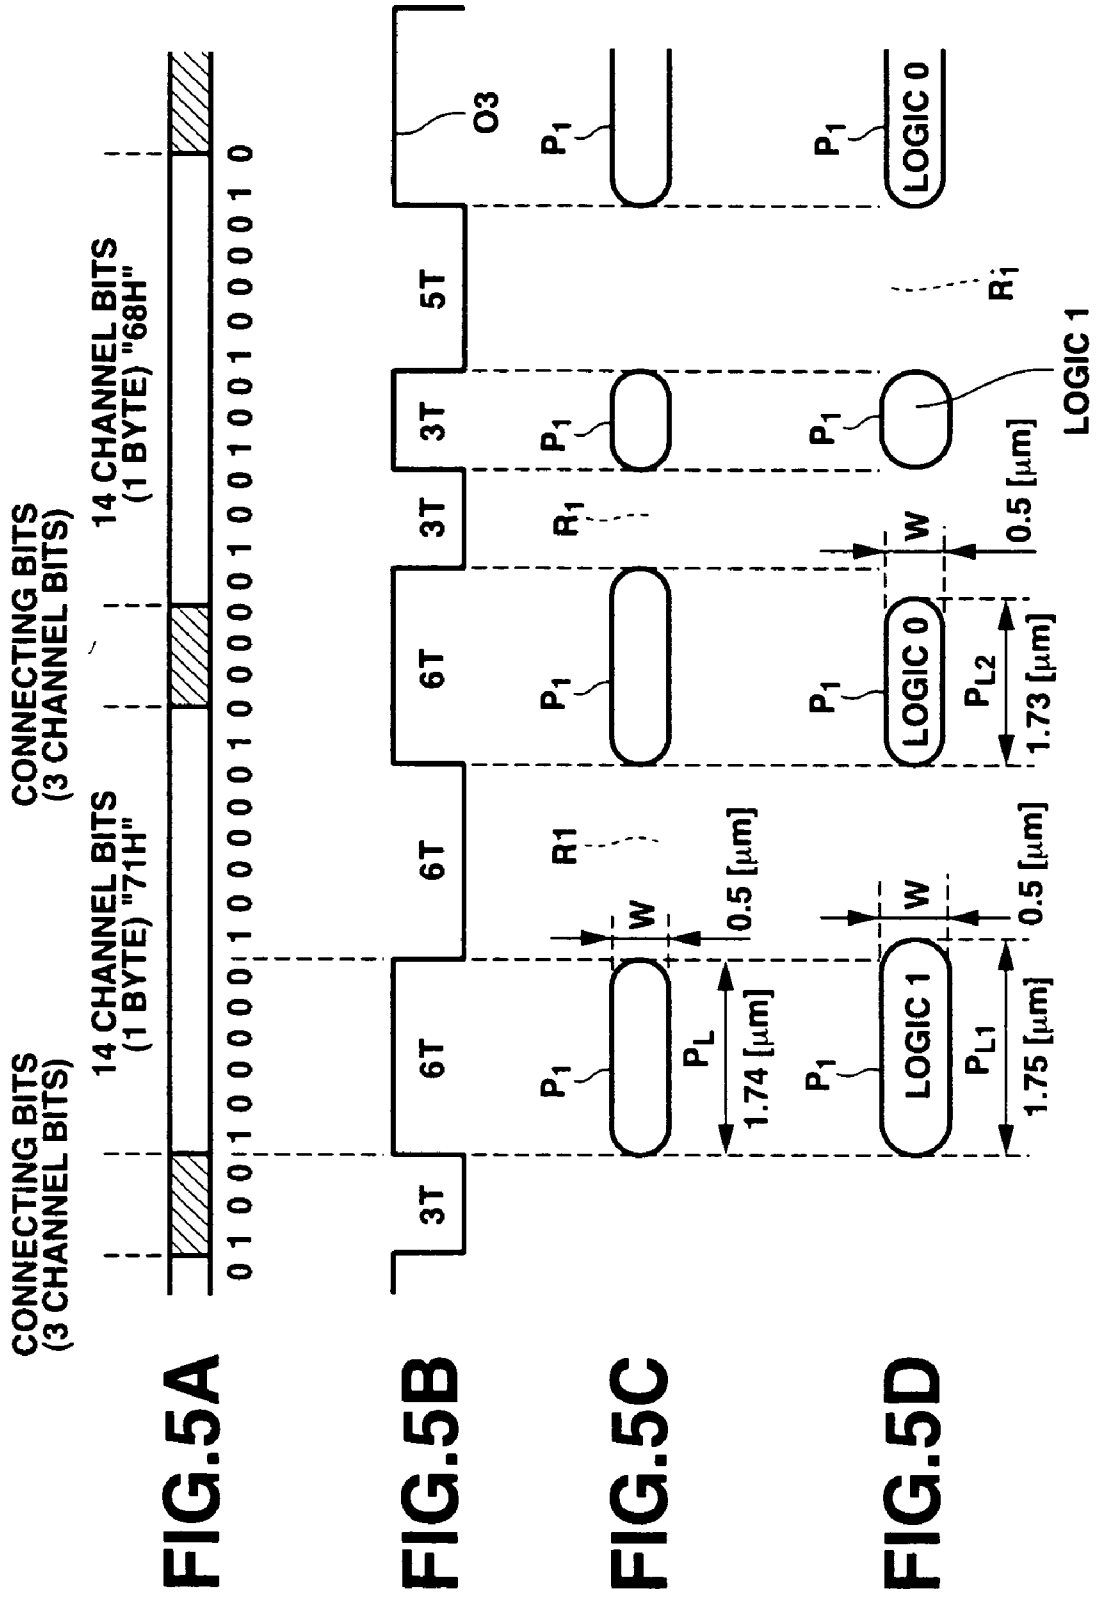 CONNECTING BITS
(3 CHANNEL BITS)
CONNECTING BITS
(3 CHANNEL BITS)
14 CHANNEL BITS
(1 BYTE) "71H"
14 CHANNEL BITS
(1 BYTE) "68H"
FIG.5A
0 1 0 0 1 0 0 0 0 0 1 0 0 0 0 0 1 0 0 0 0 0 1 0 0 1 0 0 1 0 0 0 0 1 0
FIG.5B
3T 6T 6T 6T 3T 3T 5T
O3
FIG.5C
P1 R1 P1 R1 P1 P1
W
PL
1.74 [μm]
0.5 [μm]
FIG.5D
P1 P1 P1 P1
LOGIC 1 W LOGIC 0 W LOGIC 0
PL1 PL2 R1
1.75 [μm] 0.5 [μm] 1.73 [μm] 0.5 [μm]
LOGIC 1